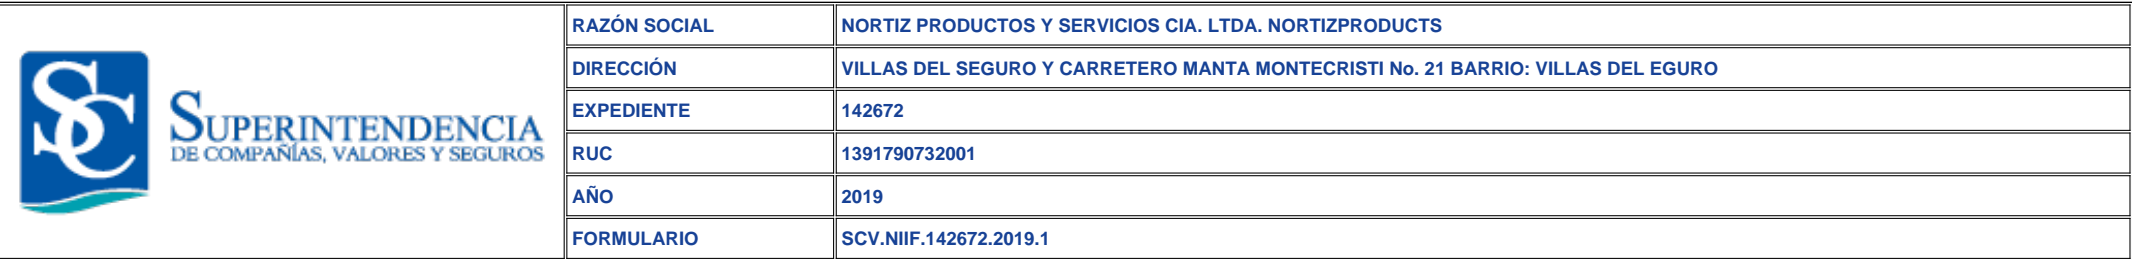 SC
SUPERINTENDENCIA
DE COMPAÑÍAS, VALORES Y SEGUROS
RAZÓN SOCIAL NORTIZ PRODUCTOS Y SERVICIOS CIA. LTDA. NORTIZPRODUCTS
DIRECCIÓN VILLAS DEL SEGURO Y CARRETERO MANTA MONTECRISTI No. 21 BARRIO: VILLAS DEL EGURO
EXPEDIENTE 142672
RUC 1391790732001
AÑO 2019
FORMULARIO SCV.NIIF.142672.2019.1